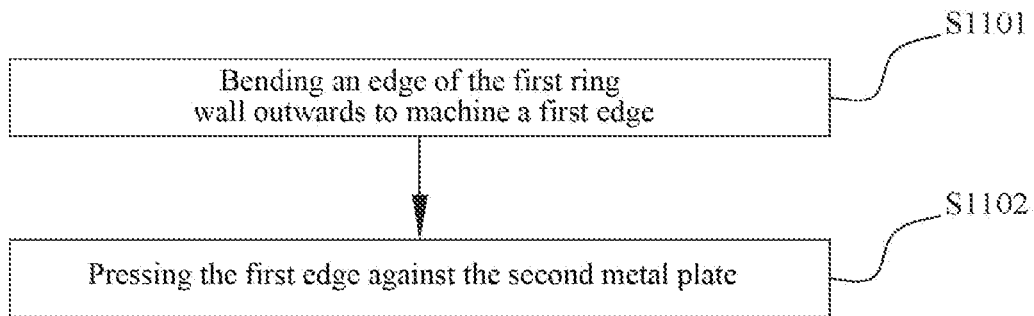 S1101
Bending an edge of the first ring
wall outwards to machine a first edge
S1102
Pressing the first edge against the second metal plate